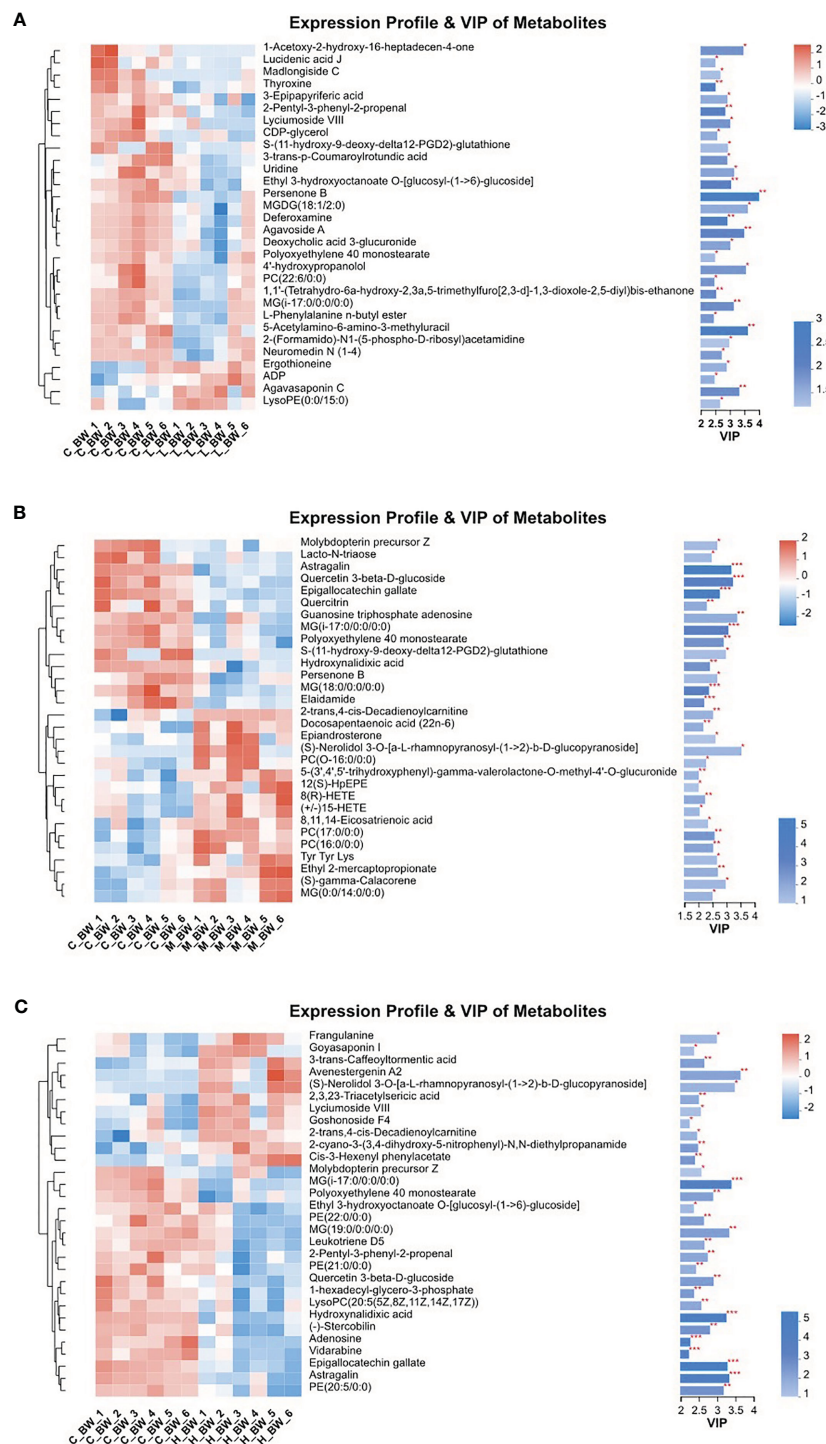 A
Expression Profile & VIP of Metabolites
1-Acetoxy-2-hydroxy-16-heptadecen-4-one
Lucidenic acid J
Madlongiside C
Thyroxine
3-Epipapyriferic acid
2-Pentyl-3-phenyl-2-propenal
Lyciumoside VIII
CDP-glycerol
S-(11-hydroxy-9-deoxy-delta12-PGD2)-glutathione
3-trans-p-Coumaroylrotundic acid
Uridine
Ethyl 3-hydroxyoctanoate O-[glucosyl-(1->6)-glucoside]
Persenone B
MGDG(18:1/2:0)
Deferoxamine
Agavoside A
Deoxycholic acid 3-glucuronide
Polyoxyethylene 40 monostearate
4'-hydroxypropanolol
PC(22:6/0:0)
1,1'-(Tetrahydro-6a-hydroxy-2,3a,5-trimethylfuro[2,3-d]-1,3-dioxole-2,5-diyl)bis-ethanone
MG(i-17:0/0:0/0:0)
L-Phenylalanine n-butyl ester
5-Acetylamino-6-amino-3-methyluracil
2-(Formamido)-N1-(5-phospho-D-ribosyl)acetamidine
Neuromedin N (1-4)
Ergothioneine
ADP
Agavasaponin C
LysoPE(0:0/15:0)
C_BW_1
C_BW_2
C_BW_3
C_BW_4
C_BW_5
C_BW_6
L_BW_1
L_BW_2
L_BW_3
L_BW_4
L_BW_5
L_BW_6
2 2.5 3 3.5 4
VIP
2
1
0
-1
-2
-3
3
2.
2
1.
B
Expression Profile & VIP of Metabolites
Molybdopterin precursor Z
Lacto-N-triaose
Astragalin
Quercetin 3-beta-D-glucoside
Epigallocatechin gallate
Quercitrin
Guanosine triphosphate adenosine
MG(i-17:0/0:0/0:0)
Polyoxyethylene 40 monostearate
S-(11-hydroxy-9-deoxy-delta12-PGD2)-glutathione
Hydroxynalidixic acid
Persenone B
MG(18:0/0:0/0:0)
Elaidamide
2-trans,4-cis-Decadienoylcarnitine
Docosapentaenoic acid (22n-6)
Epiandrosterone
(S)-Nerolidol 3-O-[a-L-rhamnopyranosyl-(1->2)-b-D-glucopyranoside]
PC(O-16:0/0:0)
5-(3',4',5'-trihydroxyphenyl)-gamma-valerolactone-O-methyl-4'-O-glucuronide
12(S)-HpEPE
8(R)-HETE
(+/-)15-HETE
8,11,14-Eicosatrienoic acid
PC(17:0/0:0)
PC(16:0/0:0)
Tyr Tyr Lys
Ethyl 2-mercaptopropionate
(S)-gamma-Calacorene
MG(0:0/14:0/0:0)
C_BW_1
C_BW_2
C_BW_3
C_BW_4
C_BW_5
C_BW_6
M_BW_1
M_BW_2
M_BW_3
M_BW_4
M_BW_5
M_BW_6
1.5 2 2.5 3 3.5 4
VIP
2
1
0
-1
-2
5
4
3
2
1
C
Expression Profile & VIP of Metabolites
Frangulanine
Goyasaponin I
3-trans-Caffeoyltormentic acid
Avenestergenin A2
(S)-Nerolidol 3-O-[a-L-rhamnopyranosyl-(1->2)-b-D-glucopyranoside]
2,3,23-Triacetylsericic acid
Lyciumoside VIII
Goshonoside F4
2-trans,4-cis-Decadienoylcarnitine
2-cyano-3-(3,4-dihydroxy-5-nitrophenyl)-N,N-diethylpropanamide
Cis-3-Hexenyl phenylacetate
Molybdopterin precursor Z
MG(i-17:0/0:0/0:0)
Polyoxyethylene 40 monostearate
Ethyl 3-hydroxyoctanoate O-[glucosyl-(1->6)-glucoside]
PE(22:0/0:0)
MG(19:0/0:0/0:0)
Leukotriene D5
2-Pentyl-3-phenyl-2-propenal
PE(21:0/0:0)
Quercetin 3-beta-D-glucoside
1-hexadecyl-glycero-3-phosphate
LysoPC(20:5(5Z,8Z,11Z,14Z,17Z))
Hydroxynalidixic acid
(-)-Stercobilin
Adenosine
Vidarabine
Epigallocatechin gallate
Astragalin
PE(20:5/0:0)
C_BW_1
C_BW_2
C_BW_3
C_BW_4
C_BW_5
C_BW_6
H_BW_1
H_BW_2
H_BW_3
H_BW_4
H_BW_5
H_BW_6
2 2.5 3 3.5 4
VIP
2
1
0
-1
-2
5
4
3
2
1